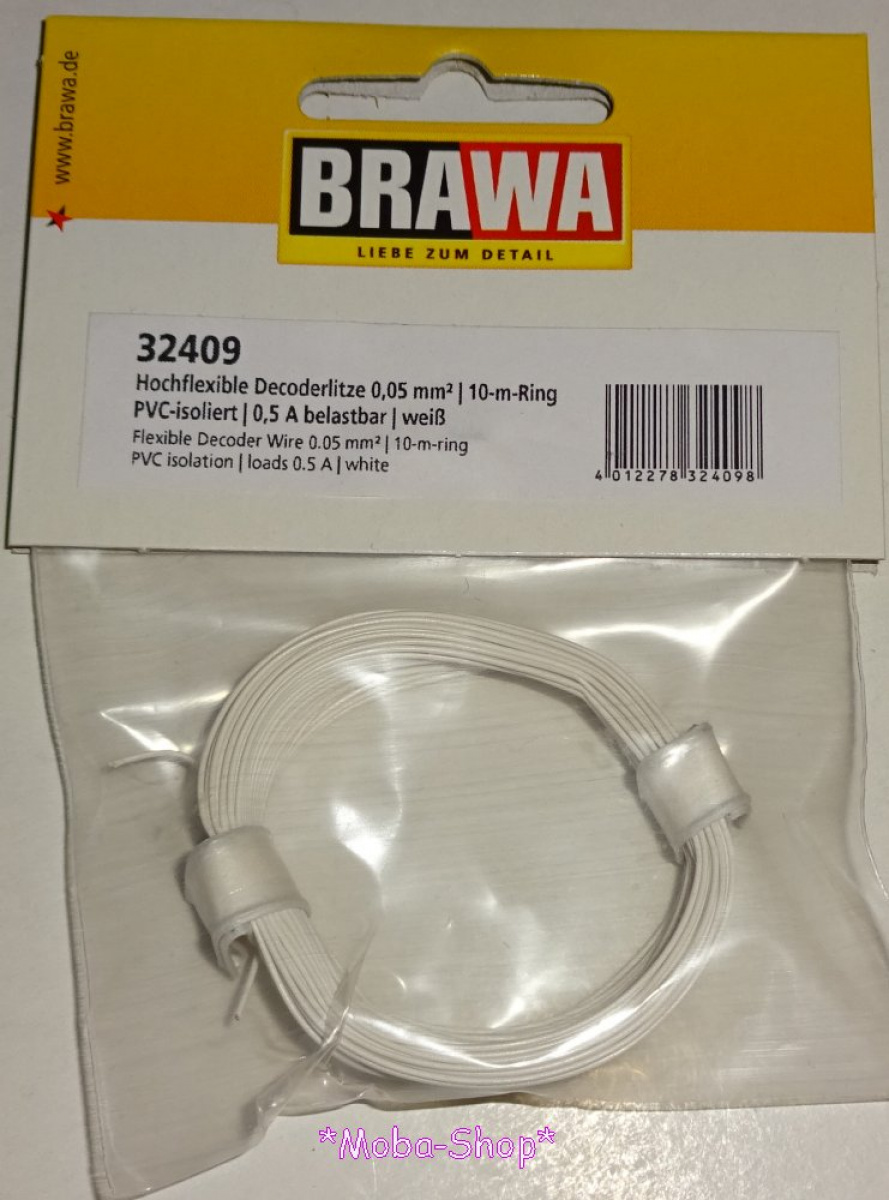 www.brawa.de
BRAWA
LIEBE ZUM DETAIL
32409
Hochflexible Decoderlitze 0,05 mm² | 10-m-Ring
PVC-isoliert | 0,5 A belastbar | weiß
Flexible Decoder Wire 0.05 mm² | 10-m-ring
PVC isolation | loads 0.5 A | white
4 012278 324098
*Moba-Shop*